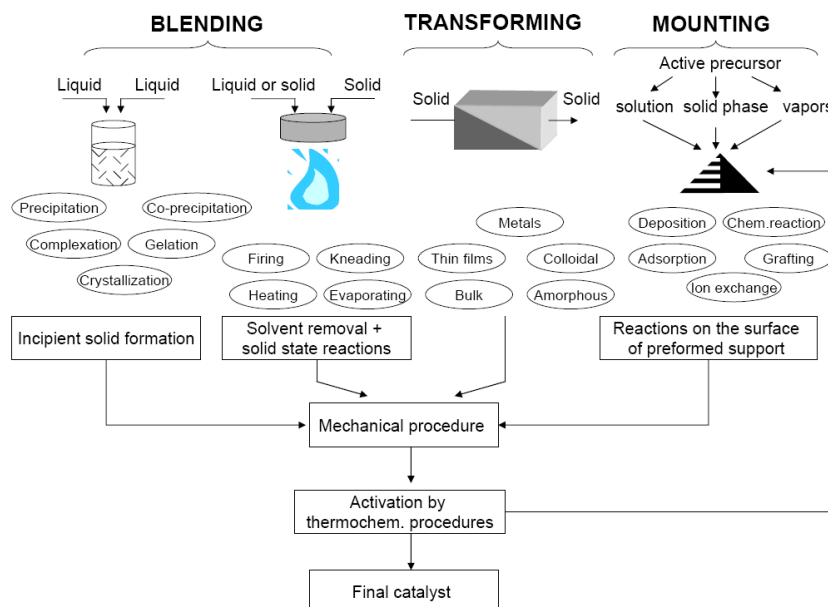 BLENDING
TRANSFORMING
MOUNTING
Liquid
Liquid
Liquid or solid
Solid
Solid
Solid
Active precursor
solution
solid phase
vapors
Precipitation
Co-precipitation
Complexation
Gelation
Crystallization
Firing
Kneading
Heating
Evaporating
Metals
Thin films
Colloidal
Bulk
Amorphous
Deposition
Chem.reaction
Adsorption
Grafting
Ion exchange
Incipient solid formation
Solvent removal +
solid state reactions
Reactions on the surface
of preformed support
Mechanical procedure
Activation by
thermochem. procedures
Final catalyst